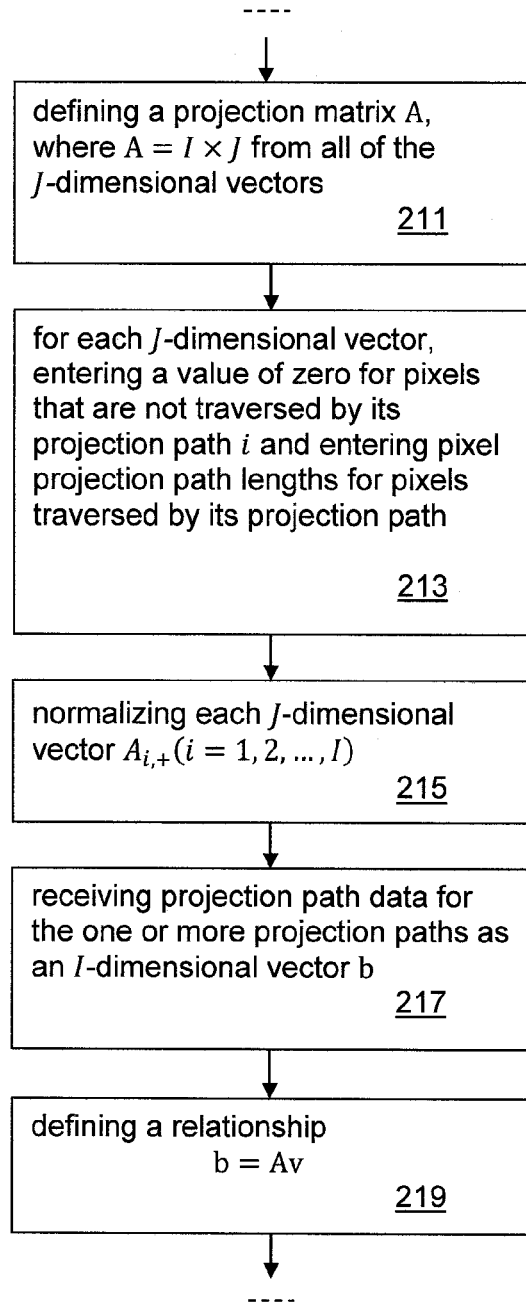 ----
defining a projection matrix A,
where A = I × J from all of the
J-dimensional vectors
211
for each J-dimensional vector,
entering a value of zero for pixels
that are not traversed by its
projection path i and entering pixel
projection path lengths for pixels
traversed by its projection path
213
normalizing each J-dimensional
vector A_{i,+}(i = 1, 2, ..., I)
215
receiving projection path data for
the one or more projection paths as
an I-dimensional vector b
217
defining a relationship
b = Av
219
----